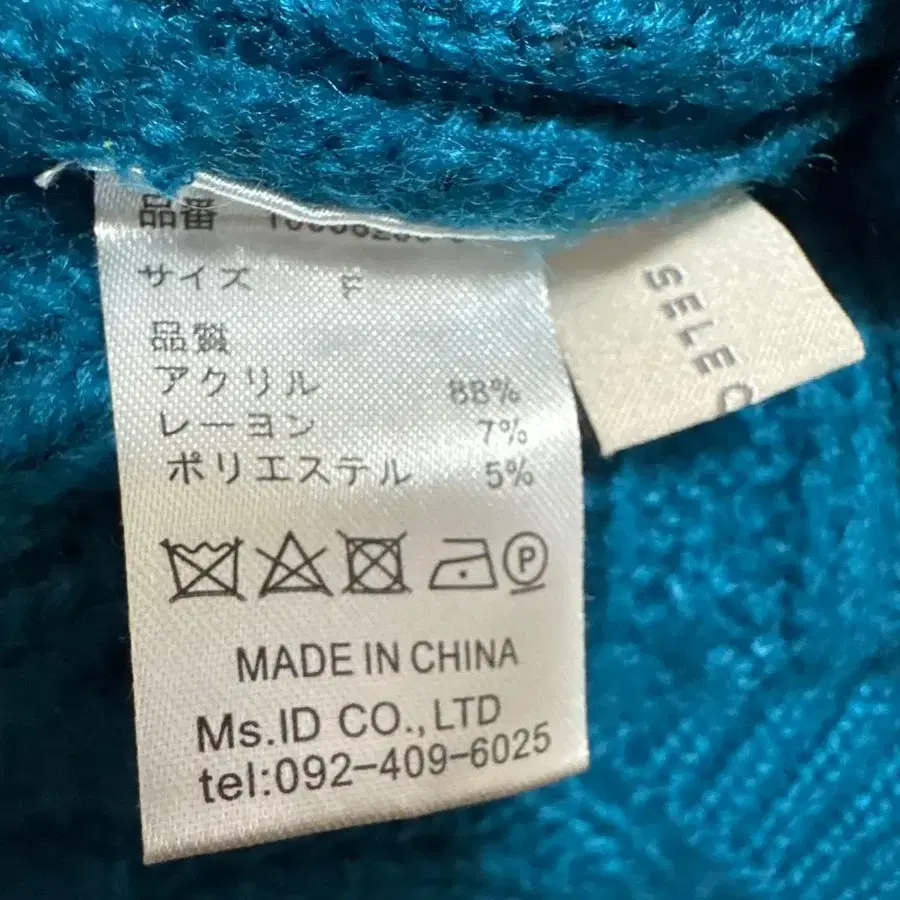 品番
サイズ F
品質
アクリル 88%
レーヨン 7%
ポリエステル 5%
P
MADE IN CHINA
Ms.ID CO.,LTD
tel:092-409-6025
SELEC